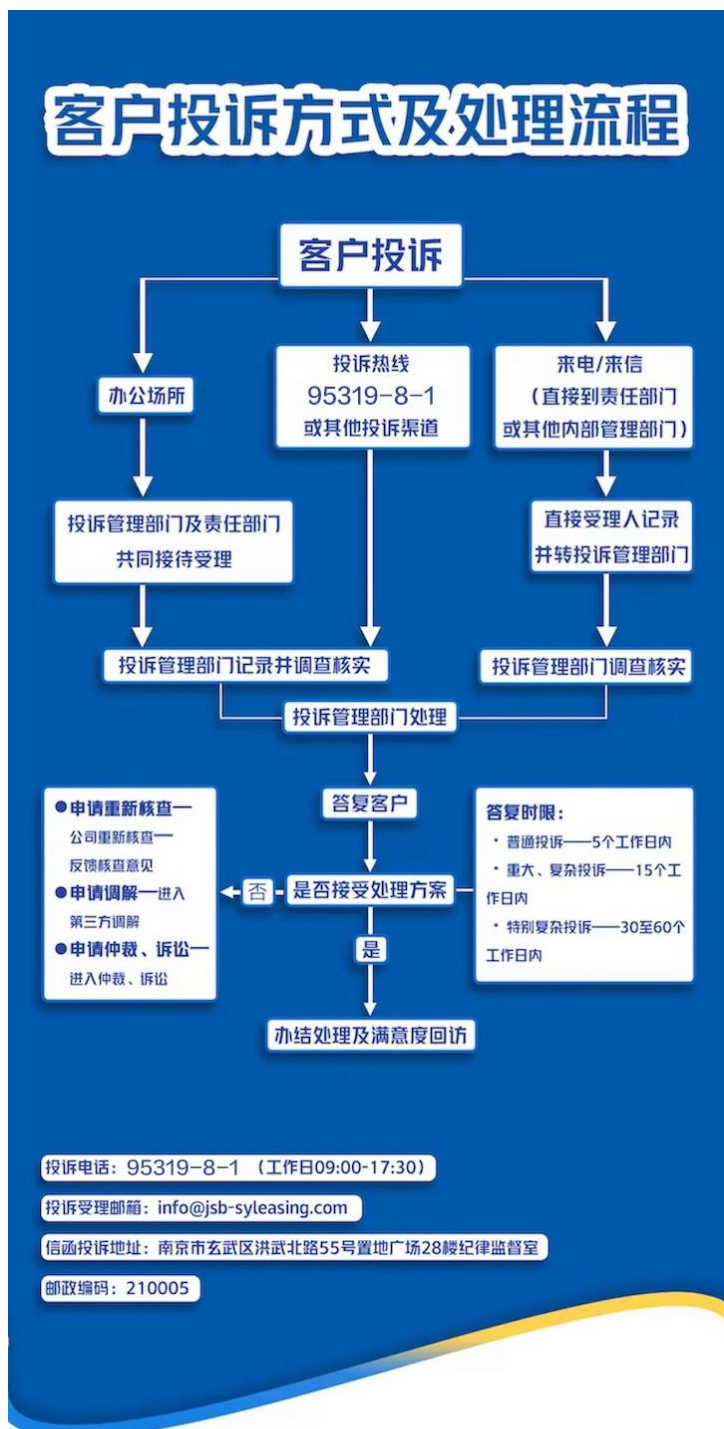 客户投诉方式及处理流程
客户投诉
办公场所
投诉热线
95319-8-1
或其他投诉渠道
来电/来信
（直接到责任部门
或其他内部管理部门）
投诉管理部门及责任部门
共同接待受理
直接受理人记录
并转投诉管理部门
投诉管理部门记录并调查核实
投诉管理部门调查核实
投诉管理部门处理
答复客户
●申请重新核查—
公司重新核查—
反馈核查意见
●申请调解—进入
第三方调解
●申请仲裁、诉讼—
进入仲裁、诉讼
否
是否接受处理方案
答复时限：
·普通投诉——5个工作日内
·重大、复杂投诉——15个工
作日内
·特别复杂投诉——30至60个
工作日内
是
办结处理及满意度回访
投诉电话：95319-8-1（工作日09:00-17:30）
投诉受理邮箱：info@jsb-syleasing.com
信函投诉地址：南京市玄武区洪武北路55号置地广场28楼纪律监督室
邮政编码：210005